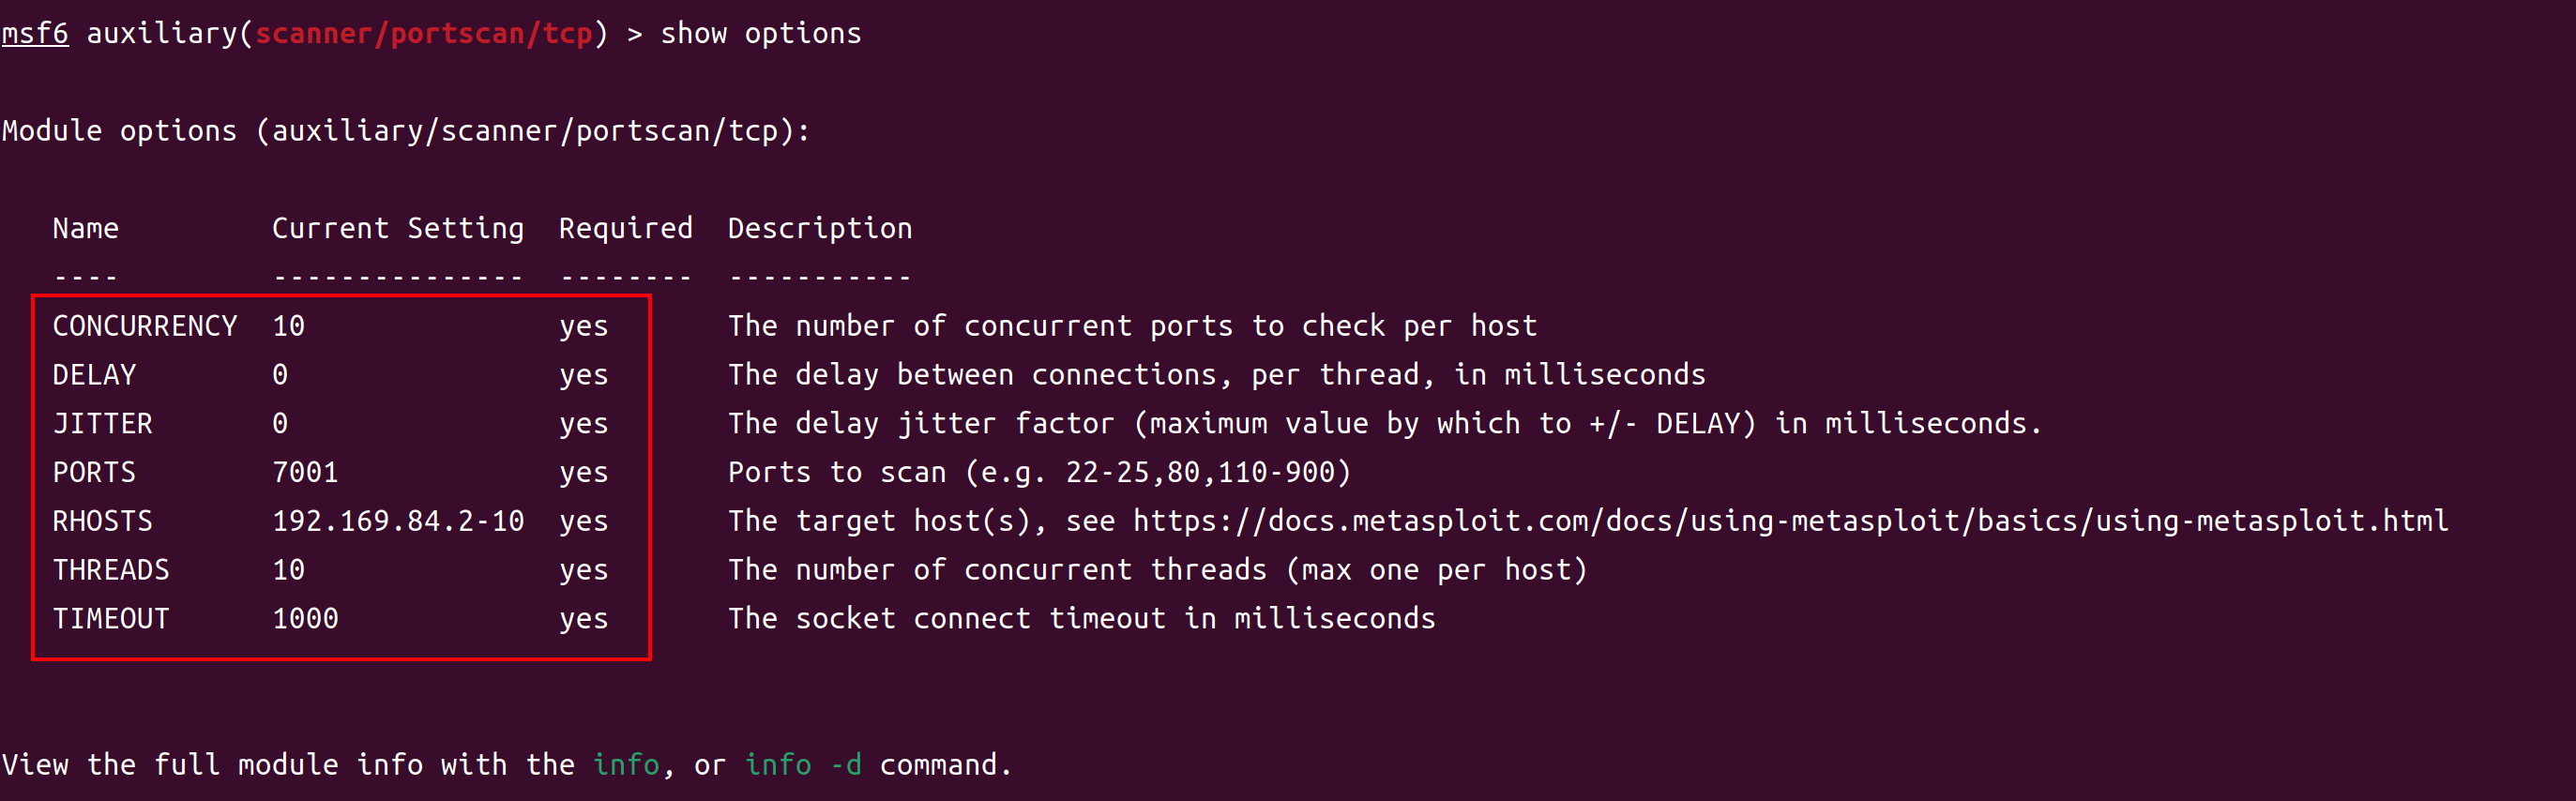 msf6 auxiliary(scanner/portscan/tcp) > show options
Module options (auxiliary/scanner/portscan/tcp):
Name Current Setting Required Description
---- --------------- -------- -----------
CONCURRENCY 10 yes The number of concurrent ports to check per host
DELAY 0 yes The delay between connections, per thread, in milliseconds
JITTER 0 yes The delay jitter factor (maximum value by which to +/- DELAY) in milliseconds.
PORTS 7001 yes Ports to scan (e.g. 22-25,80,110-900)
RHOSTS 192.169.84.2-10 yes The target host(s), see https://docs.metasploit.com/docs/using-metasploit/basics/using-metasploit.html
THREADS 10 yes The number of concurrent threads (max one per host)
TIMEOUT 1000 yes The socket connect timeout in milliseconds
View the full module info with the info, or info -d command.